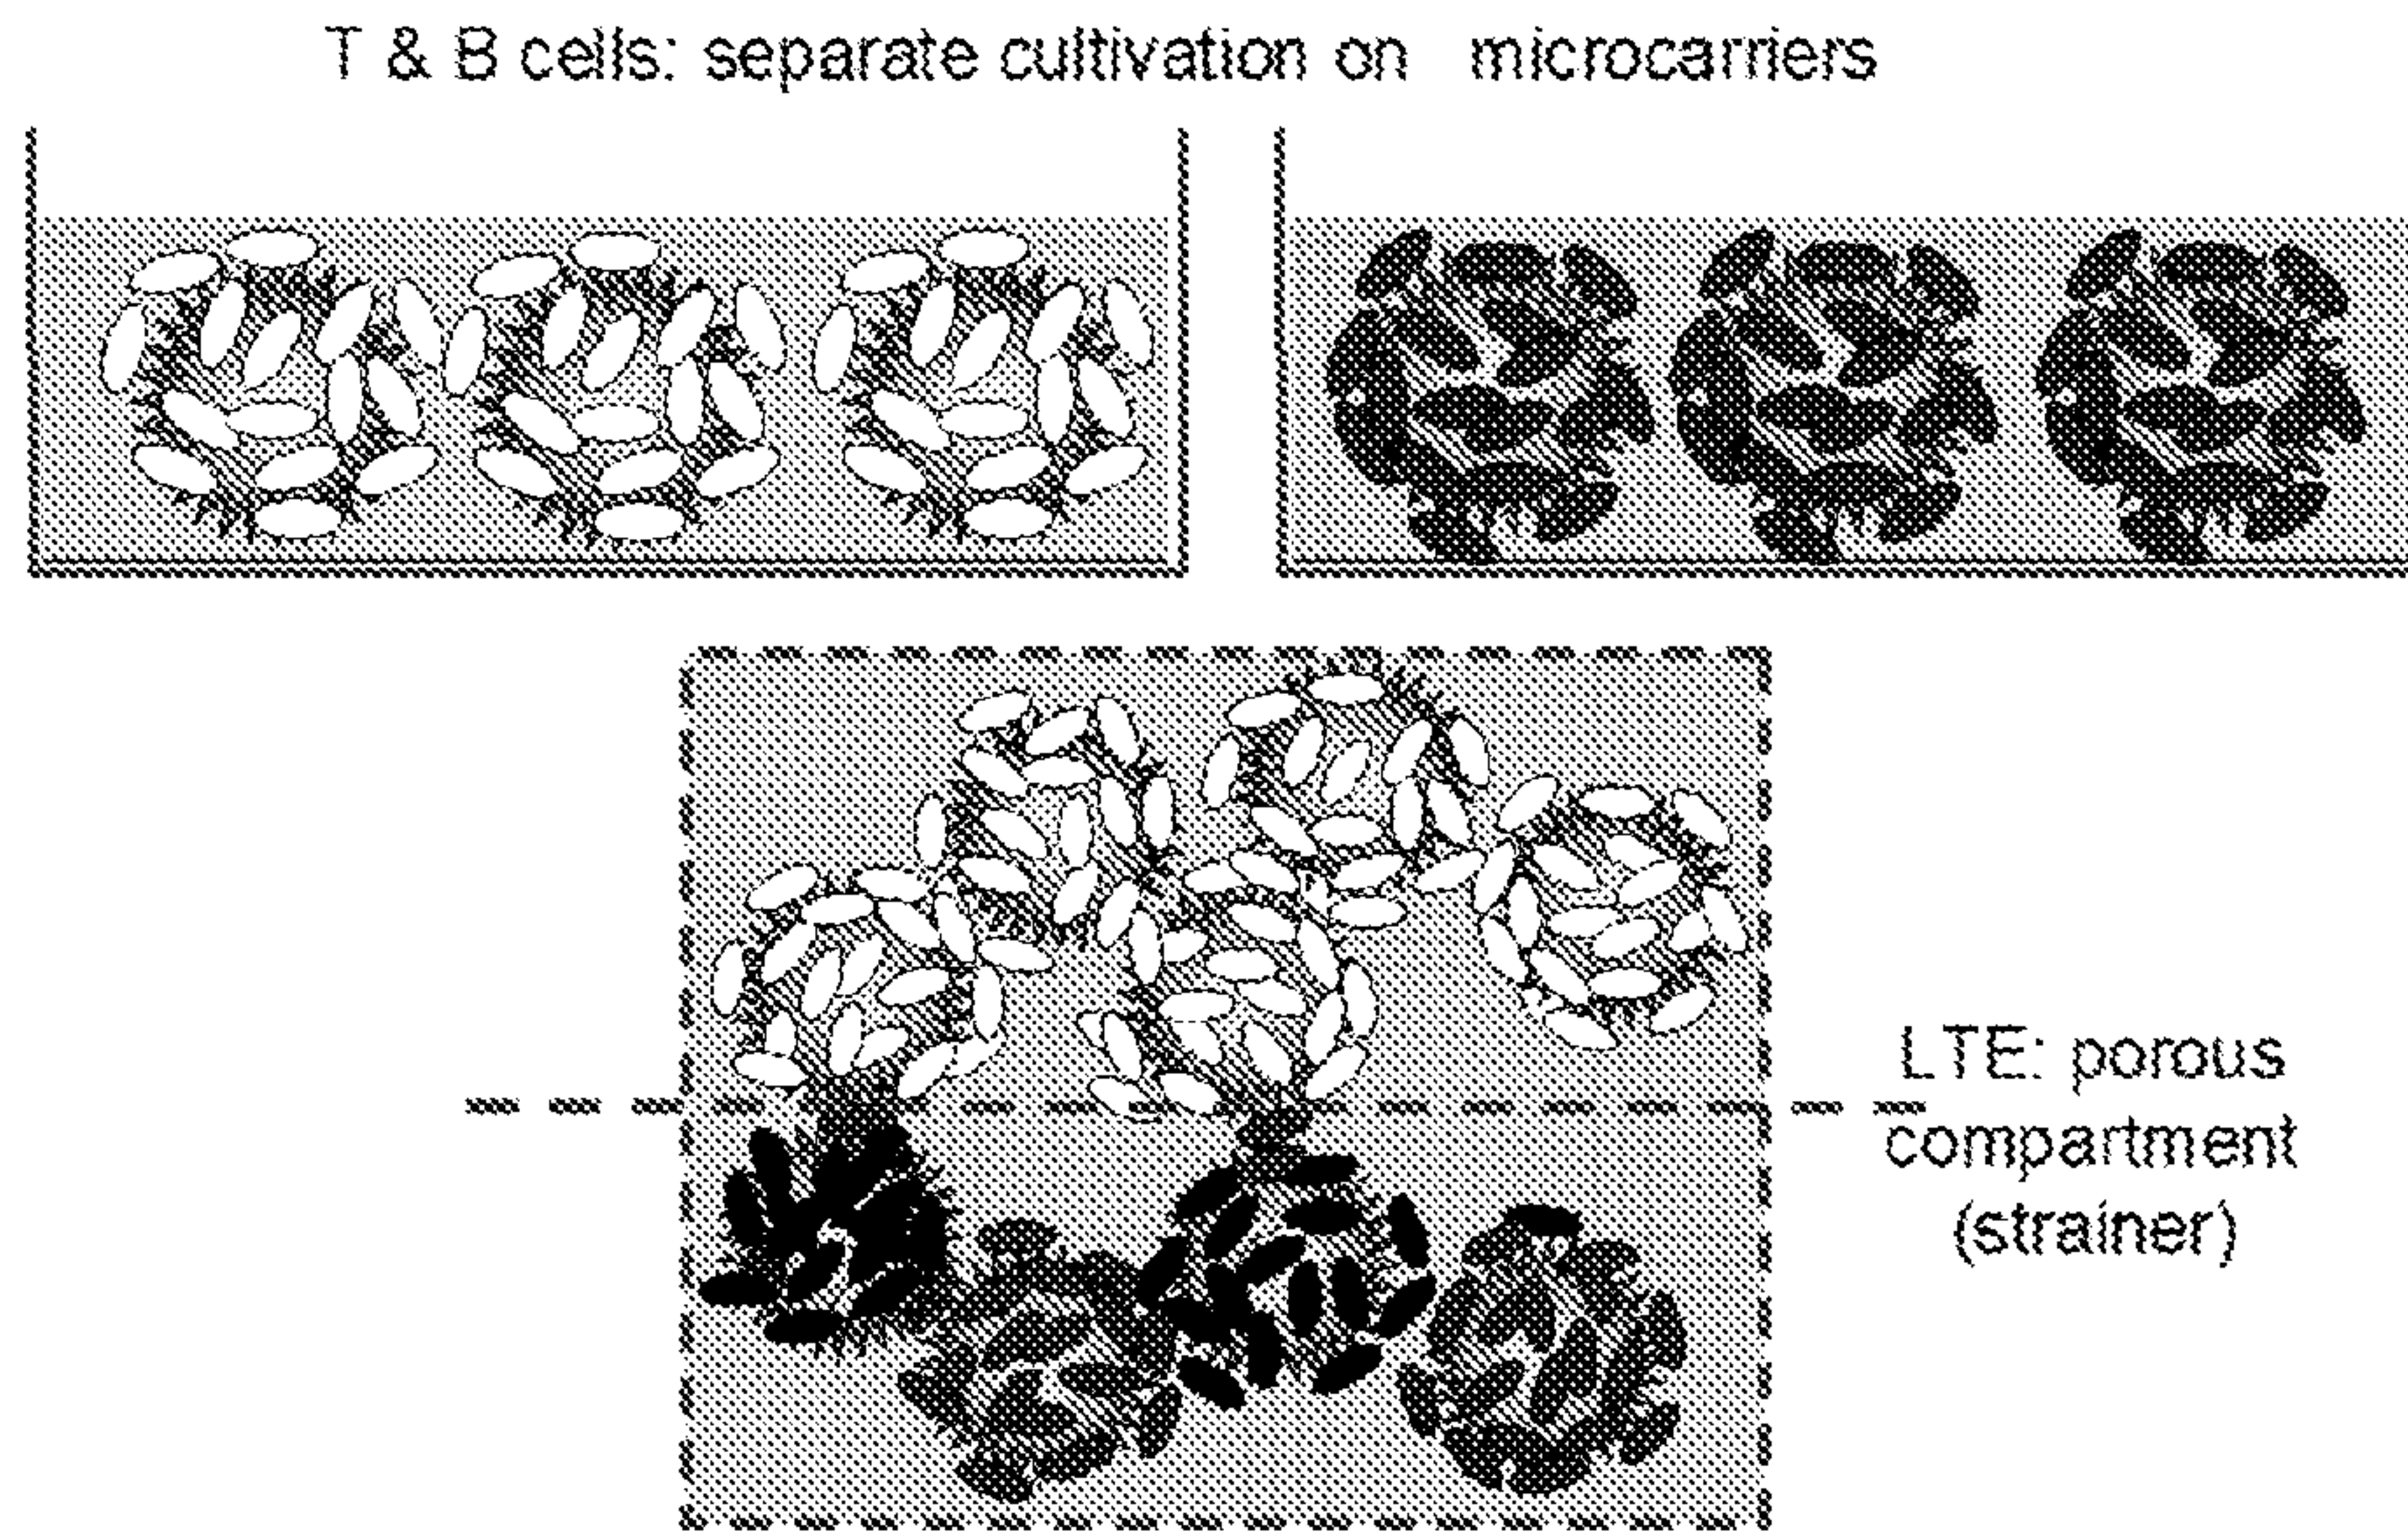 T & B cells: separate cultivation on microcarriers
LTE: porous
compartment
(strainer)